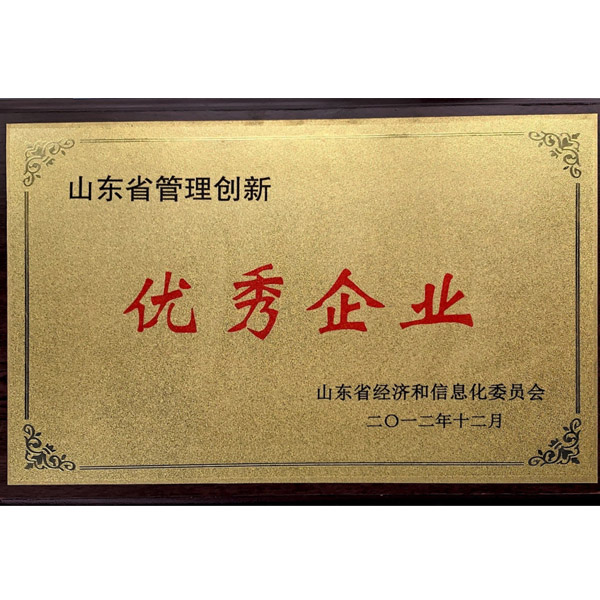 山东省管理创新
优秀企业
山东省经济和信息化委员会
二〇一二年十二月